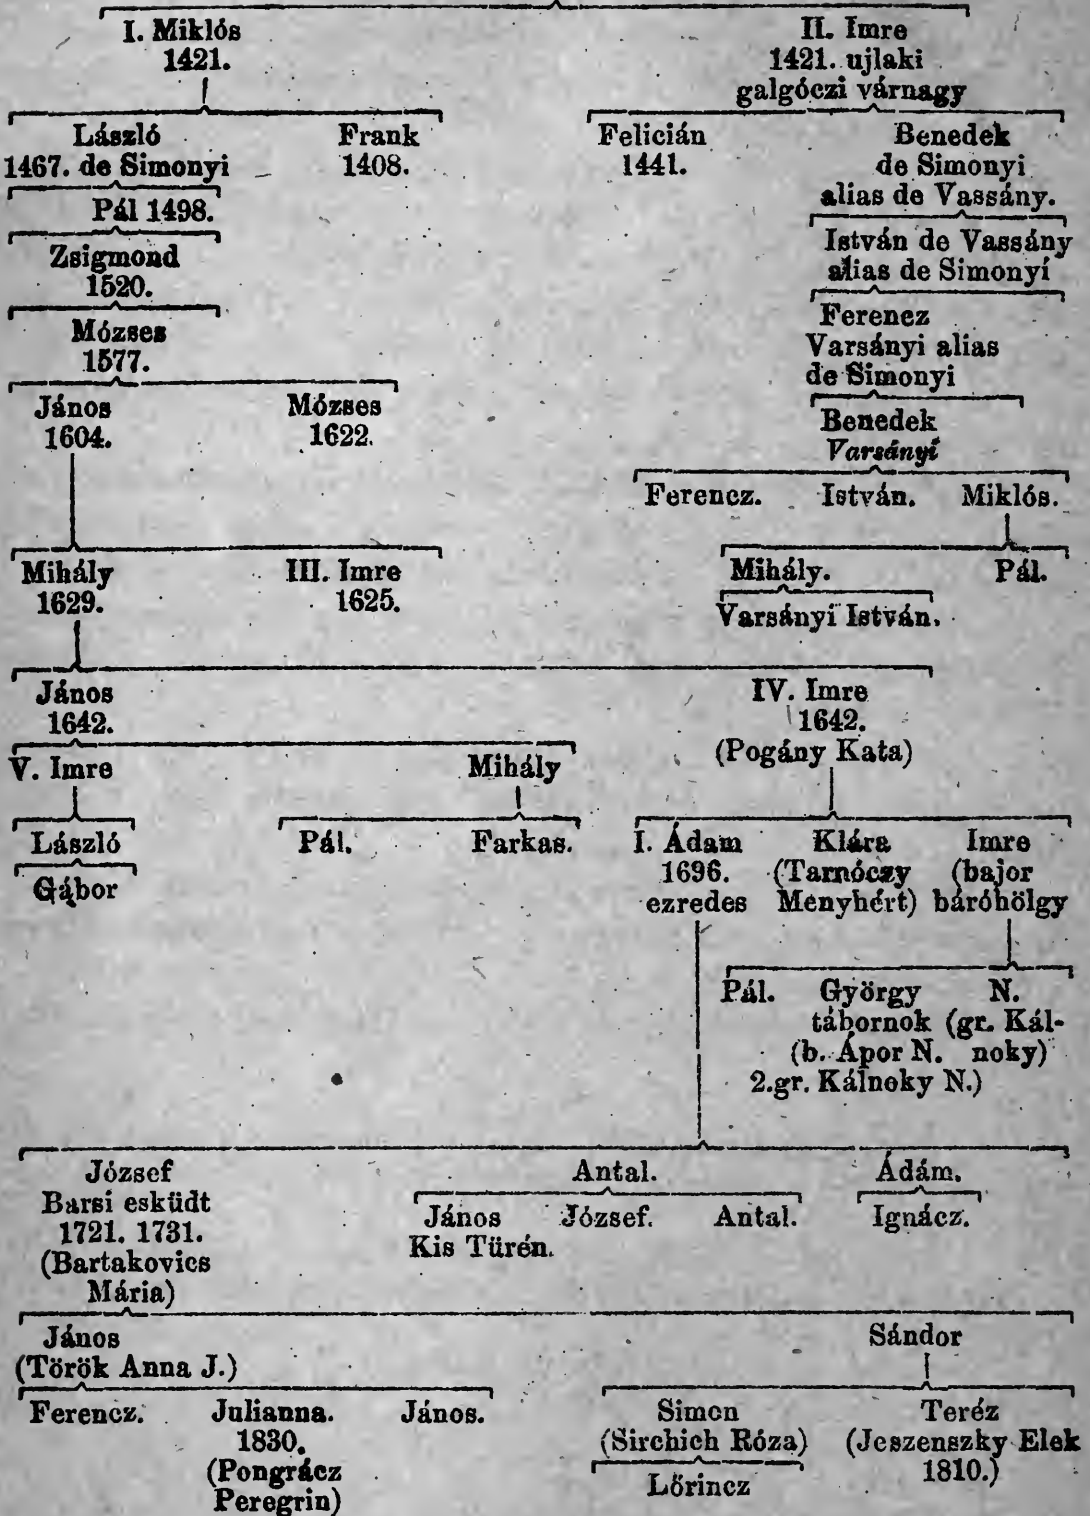 I. Miklós
1421.
II. Imre
1421. ujlaki
galgóczi várnagy
László
1467. de Simonyi
Frank
1408.
Felicián
1441.
Benedek
de Simonyi
alias de Vassány.
Pál 1498.
István de Vassány
alias de Simonyi
Zsigmond
1520.
Ferencz
Varsányi alias
de Simonyi
Mózses
1577.
János
1604.
Mózses
1622.
Benedek
Varsányi
Ferencz. István. Miklós.
Mihály
1629.
III. Imre
1625.
Mihály. Pál.
Varsányi István.
János
1642.
IV. Imre
1642.
(Pogány Kata)
V. Imre Mihály
László
Gábor
Pál. Farkas.
I. Ádam
1696.
ezredes
Klára
(Tarnóczy
Menyhért)
Imre
(bajor
báróhölgy
Pál. György N.
tábornok (gr. Kál-
(b. Ápor N. noky)
2.gr. Kálnoky N.)
József
Barsi esküdt
1721. 1731.
(Bartakovics
Mária)
Antal.
János József. Antal.
Kis Türén.
Ádám.
Ignácz.
János
(Török Anna J.)
Sándor
Ferencz. Julianna. János.
1830.
(Pongrácz
Peregrin)
Simon
(Sirchich Róza)
Lőrincz
Teréz
(Jeszenszky Elek
1810.)